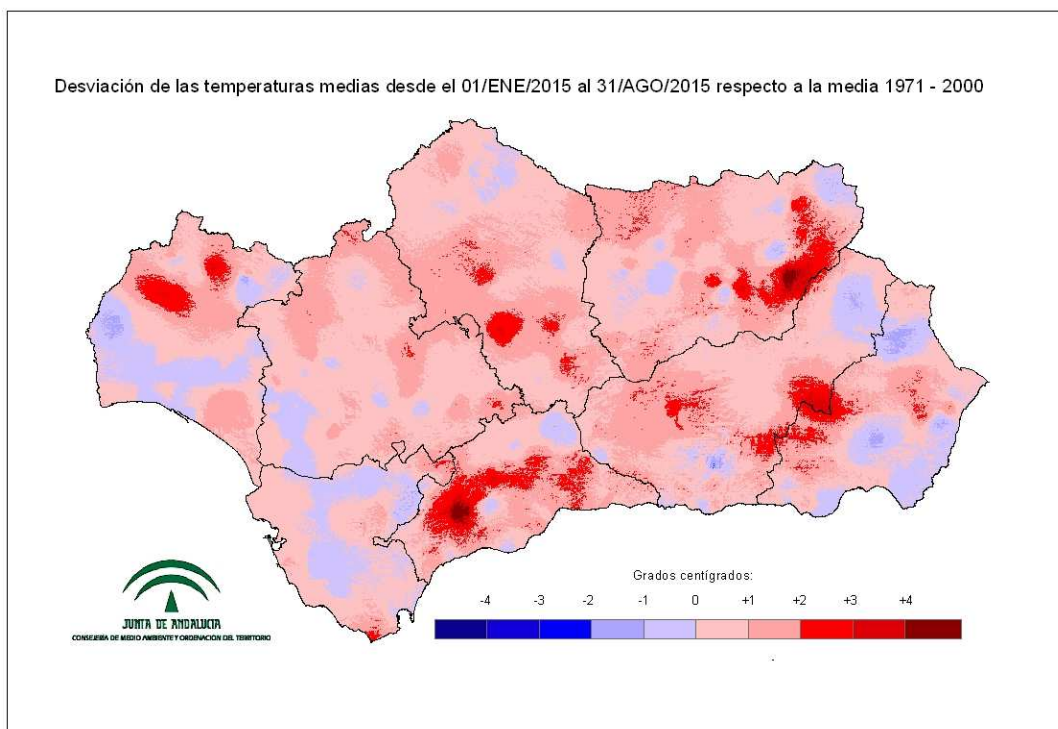 Desviación de las temperaturas medias desde el 01/ENE/2015 al 31/AGO/2015 respecto a la media 1971 - 2000
Grados centígrados:
-4 -3 -2 -1 0 +1 +2 +3 +4
JUNTA DE ANDALUCIA
CONSEJERÍA DE MEDIO AMBIENTE Y ORDENACIÓN DEL TERRITORIO